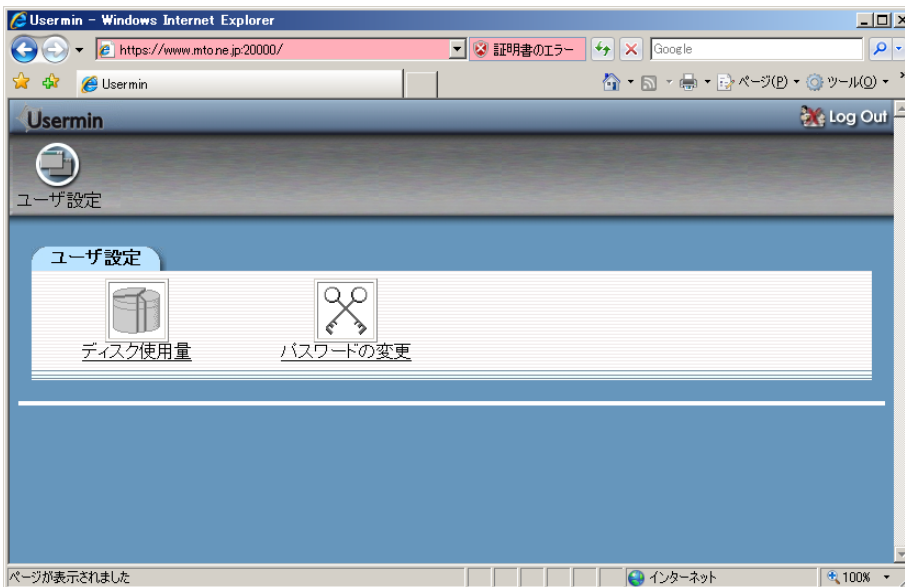 Usermin - Windows Internet Explorer
https://www.mto.ne.jp:20000/
証明書のエラー
Google
Usermin
ページ(P)
ツール(O)
Usermin
Log Out
ユーザ設定
ユーザ設定
ディスク使用量
パスワードの変更
ページが表示されました
インターネット
100%